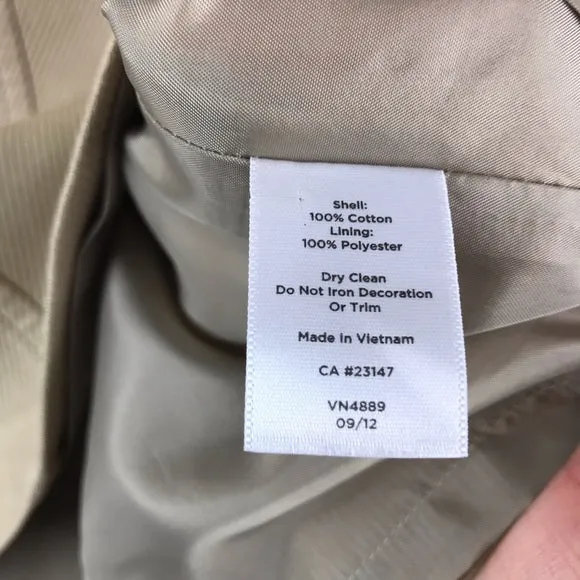 Shell:
100% Cotton
Lining:
100% Polyester
Dry Clean
Do Not Iron Decoration
Or Trim
Made in Vietnam
CA #23147
VN4889
09/12